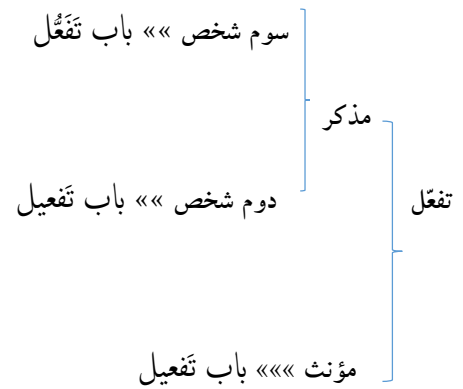 سوم شخص »» باب تَفَعُّل
مذکر
دوم شخص »» باب تَفعیل
تفعّل
مؤنث »»» باب تَفعیل